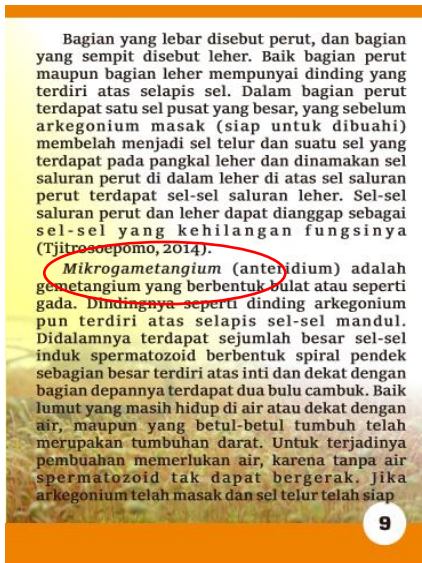 Bagian yang lebar disebut perut, dan bagian
yang sempit disebut leher. Baik bagian perut
maupun bagian leher mempunyai dinding yang
terdiri atas selapis sel. Dalam bagian perut
terdapat satu sel pusat yang besar, yang sebelum
arkegonium masak (siap untuk dibuahi)
membelah menjadi sel telur dan suatu sel yang
terdapat pada pangkal leher dan dinamakan sel
saluran perut di dalam leher di atas sel saluran
perut terdapat sel-sel saluran leher. Sel-sel
saluran perut dan leher dapat dianggap sebagai
sel-sel yang kehilangan fungsinya
(Tjitrosoepomo, 2014).
Mikrogametangium (anteridium) adalah
gemetangium yang berbentuk bulat atau seperti
gada. Dindingnya seperti dinding arkegonium
pun terdiri atas selapis sel-sel mandul.
Didalamnya terdapat sejumlah besar sel-sel
induk spermatozoid berbentuk spiral pendek
sebagian besar terdiri atas inti dan dekat dengan
bagian depannya terdapat dua bulu cambuk. Baik
lumut yang masih hidup di air atau dekat dengan
air, maupun yang betul-betul tumbuh telah
merupakan tumbuhan darat. Untuk terjadinya
pembuahan memerlukan air, karena tanpa air
spermatozoid tak dapat bergerak. Jika
arkegonium telah masak dan sel telur telah siap
9